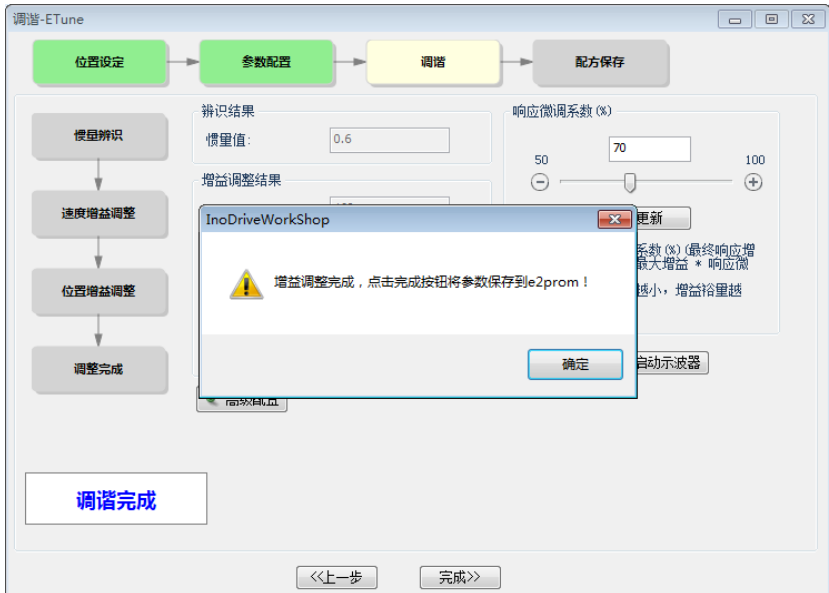 调谐-ETune
位置设定
参数配置
调谐
配方保存
惯量辨识
速度增益调整
位置增益调整
调整完成
辨识结果
惯量值:
0.6
增益调整结果
响应微调系数(%)
70
50
100
更新
系数(%)(最终响应增
最大增益 * 响应微
越小，增益裕量越
InoDriveWorkShop
增益调整完成，点击完成按钮将参数保存到e2prom！
确定
启动示波器
高级配置
调谐完成
<<上一步
完成>>